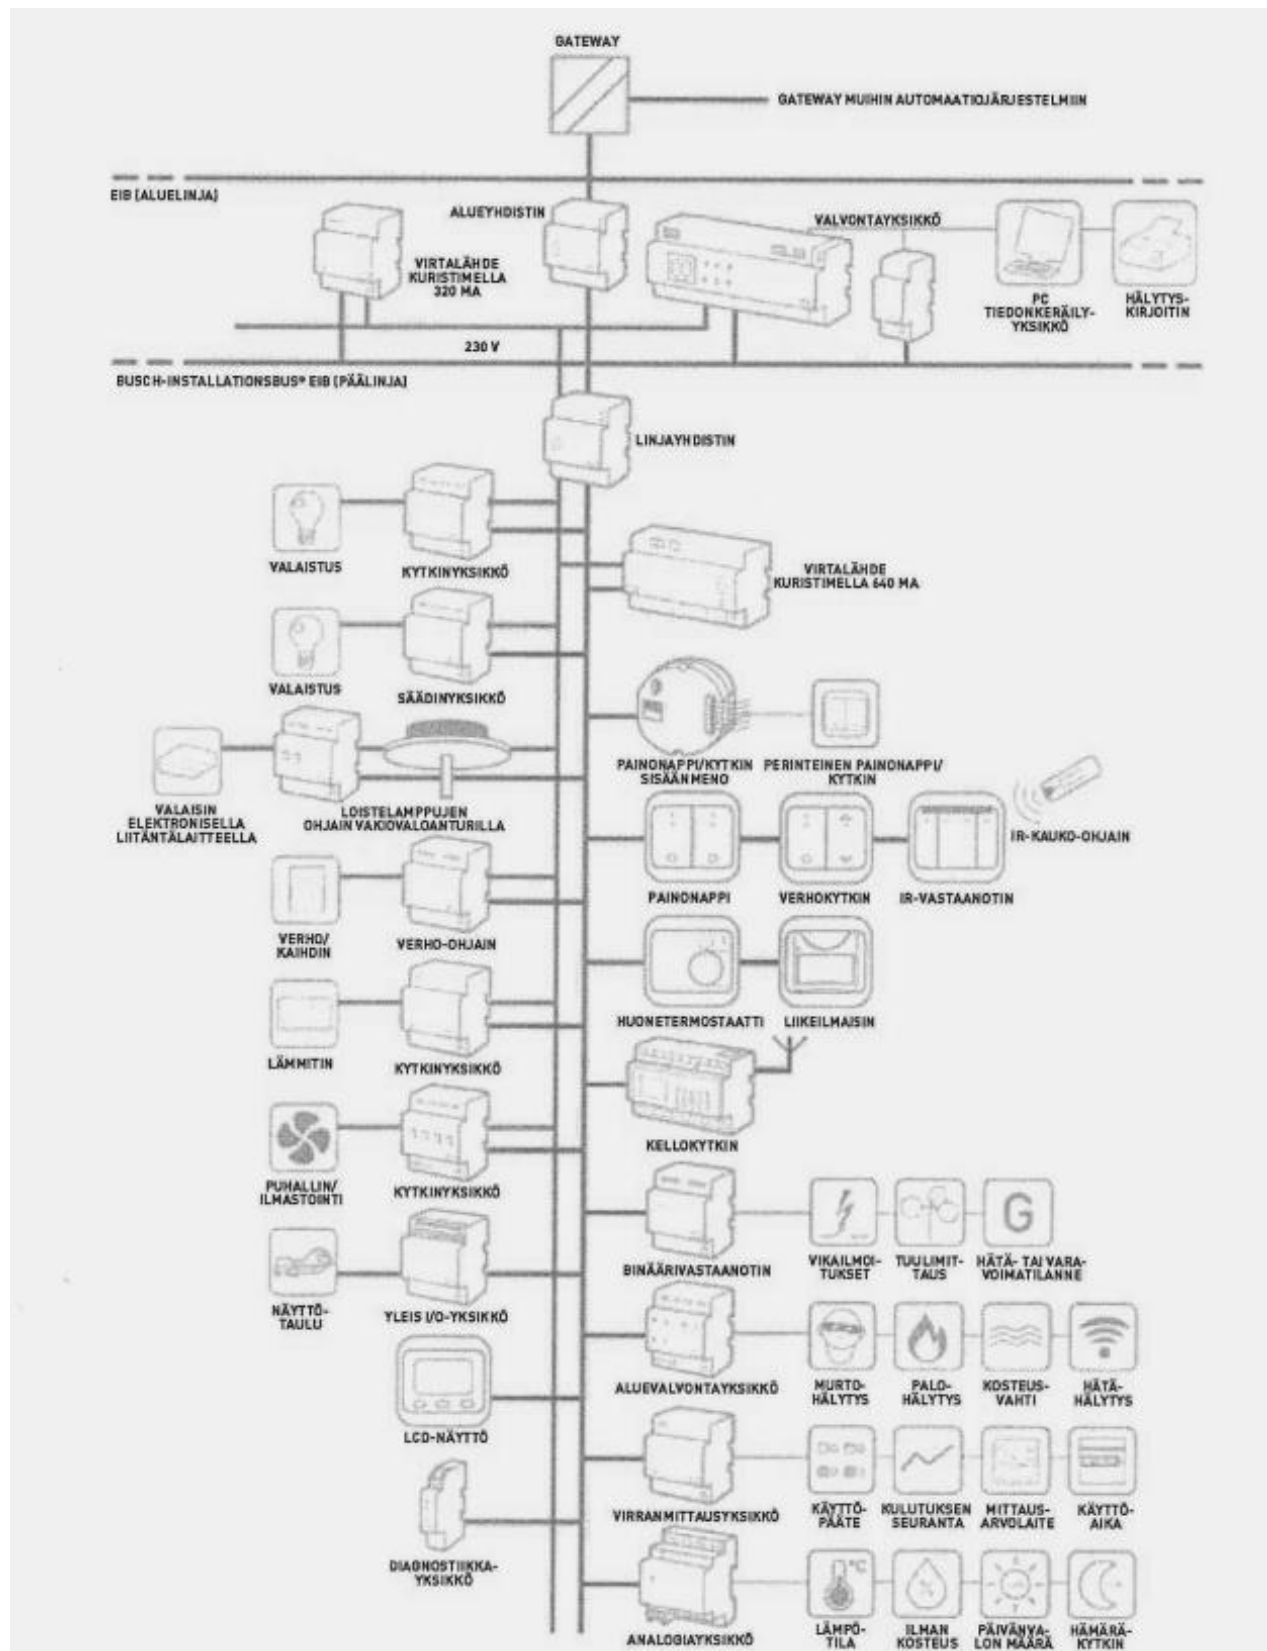 GATEWAY
GATEWAY MUIHIN AUTOMAATIOJÄRJESTELMIIN
EIB (ALUELINJA)
ALUEYHDISTIN
VALVONTAYKSIKKÖ
VIRTALÄHDE
KURISTIMELLA
320 MA
PC
TIEDONKERÄILY-
YKSIKKÖ
HÄLYTYS-
KIRJOITIN
230 V
BUSCH-INSTALLATIONSBUS® EIB (PÄÄLINJA)
LINJAYHDISTIN
VALAISTUS
KYTKINYKSIKKÖ
VIRTALÄHDE
KURISTIMELLA 640 MA
VALAISTUS
SÄÄDINYKSIKKÖ
PAINONAPPI/KYTKIN
SISÄÄNMENO
PERINTEINEN PAINONAPPI/
KYTKIN
VALAISIN
ELEKTRONISELLA
LIITÄNTÄLAITTEELLA
LOISTELAMPPUJEN
OHJAIN VAKIOVALOANTURILLA
IR-KAUKO-OHJAIN
PAINONAPPI
VERHOKYTKIN
IR-VASTAANOTIN
VERHO/
KAIHDIN
VERHO-OHJAIN
HUONETERMOSTAATTI
LIIKEILMAISIN
LÄMMITIN
KYTKINYKSIKKÖ
KELLOKYTKIN
PUHALLIN/
ILMASTOINTI
KYTKINYKSIKKÖ
BINÄÄRIVASTAANOTIN
VIKAILMOI-
TUKSET
TUULIMIT-
TAUS
G
HÄTÄ- TAI VARA-
VOIMATILANNE
NÄYTTÖ-
TAULU
YLEIS I/O-YKSIKKÖ
ALUEVALVONTAYKSIKKÖ
MURTO-
HÄLYTYS
PALO-
HÄLYTYS
KOSTEUS-
VAHTI
HÄTÄ-
HÄLYTYS
LCD-NÄYTTÖ
VIRRANMITTAUSYKSIKKÖ
KÄYTTÖ-
PÄÄTE
KULUTUKSEN
SEURANTA
MITTAUS-
ARVOLAITE
KÄYTTÖ-
AIKA
DIAGNOSTIIKKA-
YKSIKKÖ
ANALOGIAYKSIKKÖ
°C
LÄMPÖ-
TILA
%
ILMAN
KOSTEUS
PÄIVÄNVA-
LON MÄÄRÄ
HÄMÄRÄ-
KYTKIN